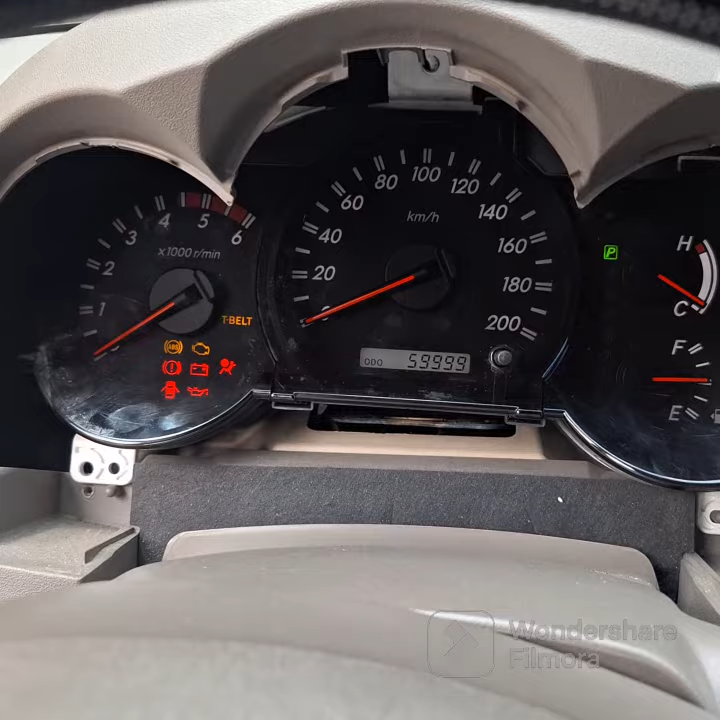 80 100 120
60 140
40 160
20 180
0 200
km/h
ODO 59999
4 5 6
3
2
1
x1000 r/min
T-BELT
ABS
P
H
C
F
E
Wondershare
Filmora